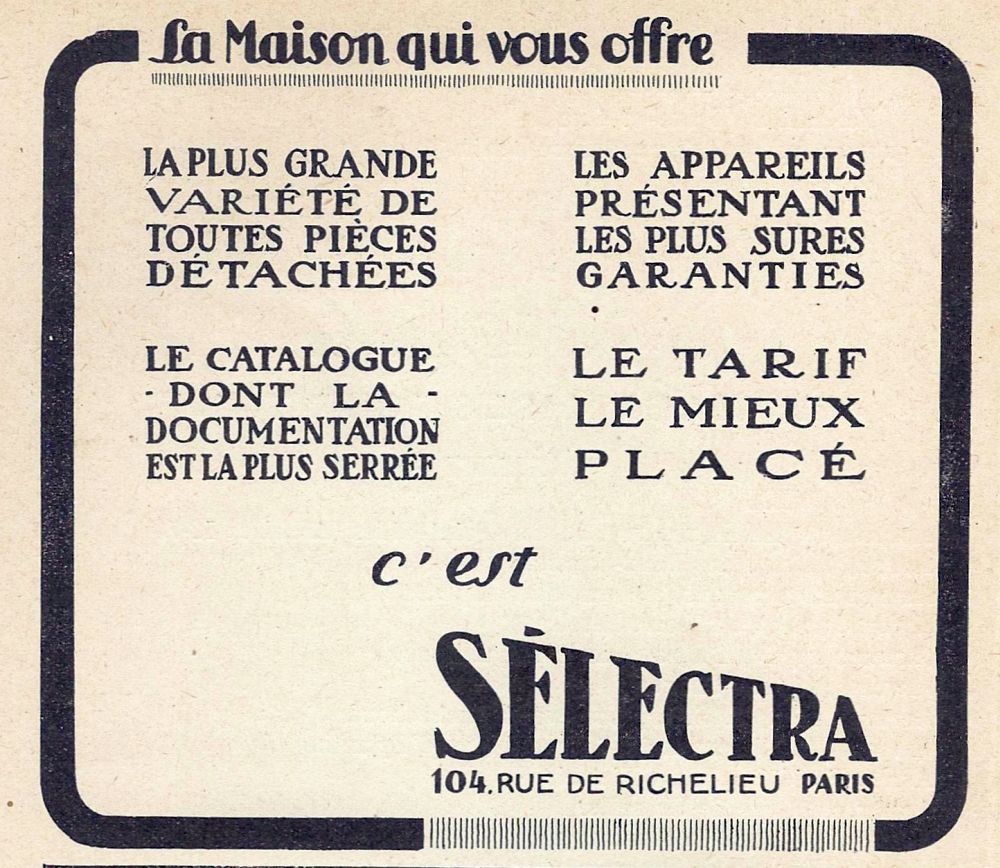 La Maison qui vous offre
LA PLUS GRANDE
VARIÉTÉ DE
TOUTES PIÈCES
DÉTACHÉES
LES APPAREILS
PRÉSENTANT
LES PLUS SURES
GARANTIES
LE CATALOGUE
- DONT LA -
DOCUMENTATION
EST LA PLUS SERRÉE
LE TARIF
LE MIEUX
PLACÉ
c'est
SÉLECTRA
104, RUE DE RICHELIEU PARIS